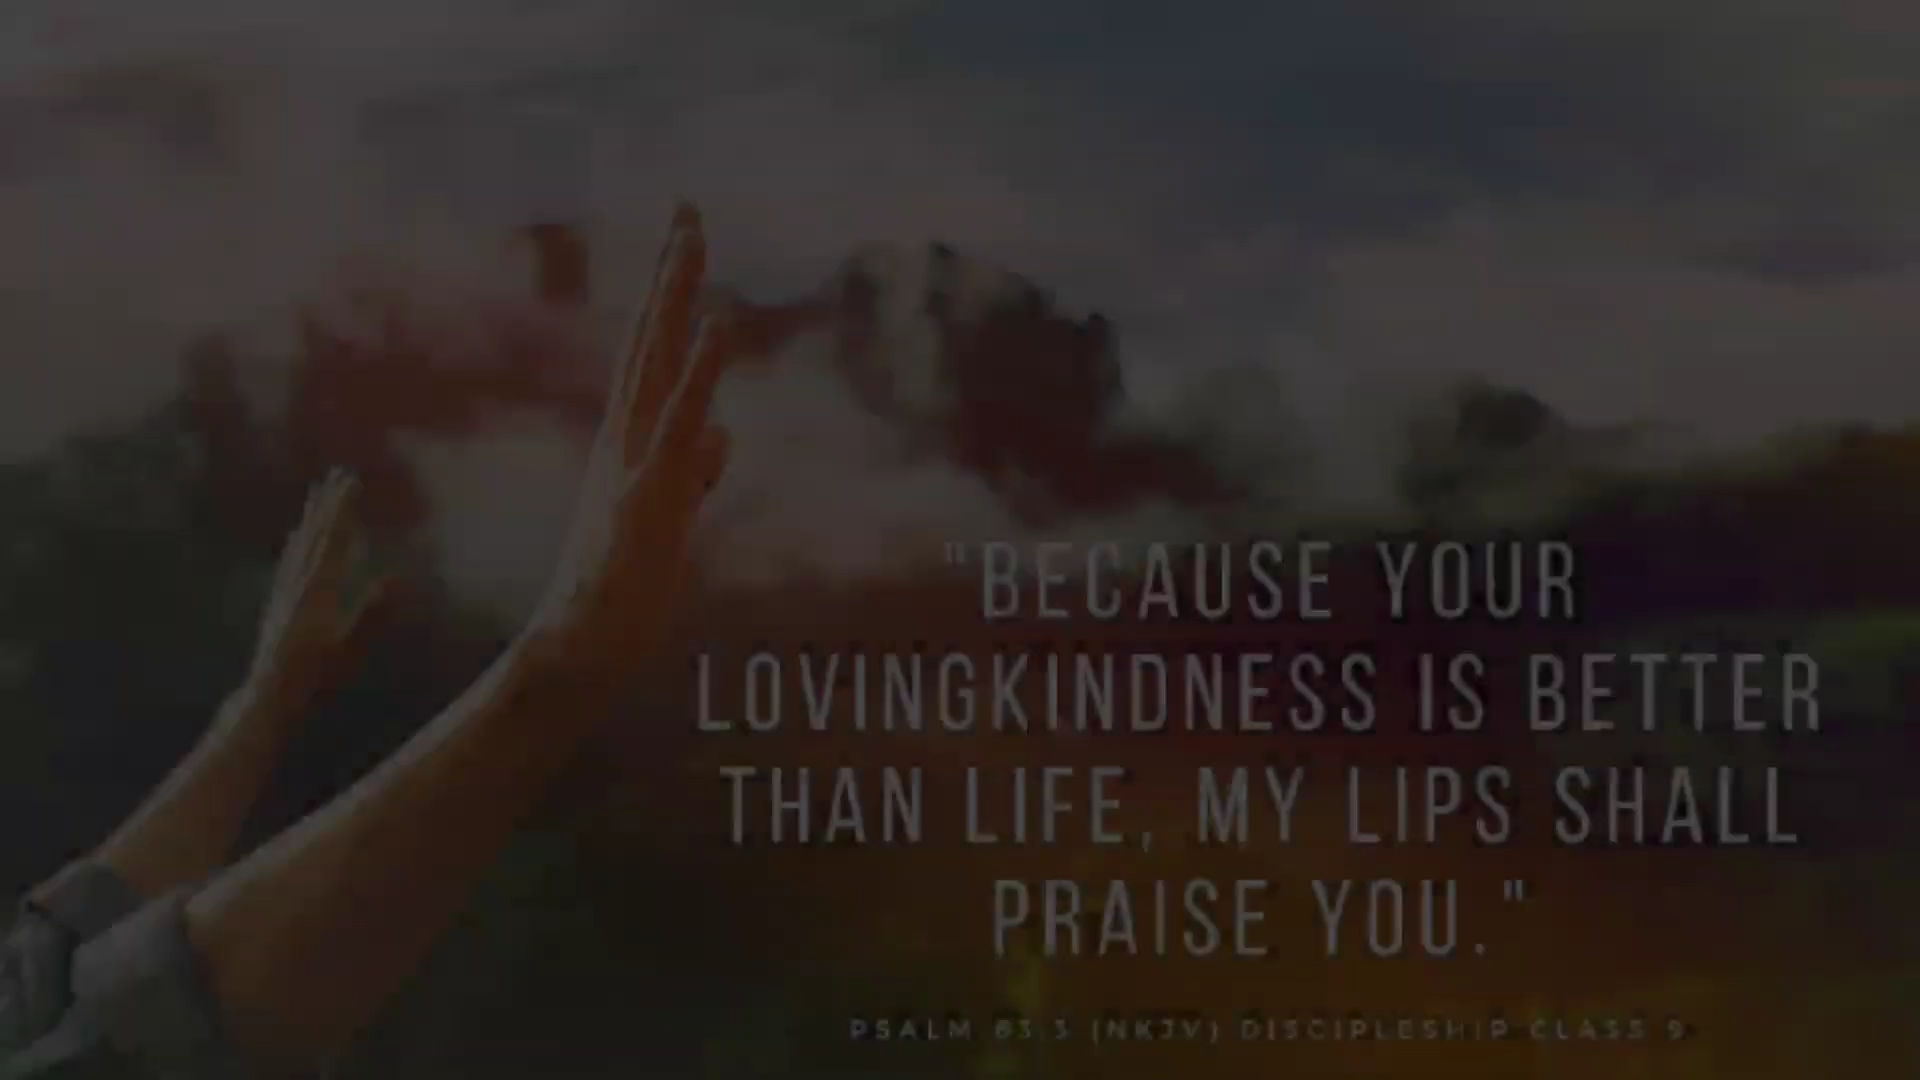 "BECAUSE YOUR
LOVINGKINDNESS IS BETTER
THAN LIFE, MY LIPS SHALL
PRAISE YOU."
PSALM 63:3 (NKJV) DISCIPLESHIP CLASS 9